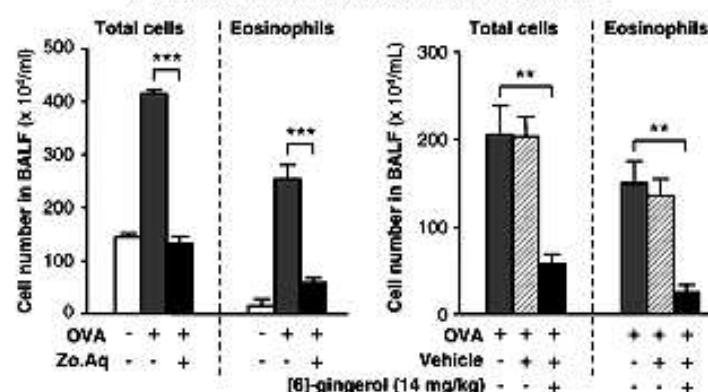 Total cells
Eosinophils
Cell number in BALF (x 10⁴/ml)
500
400
300
200
100
0
***
***
OVA - + + - + +
Zo.Aq - - + - - +
Total cells
Eosinophils
Cell number in BALF (x 10⁴/mL)
300
200
100
0
**
**
OVA + + + + + +
Vehicle - + + - + +
[6]-gingerol (14 mg/kg) - - + - - +